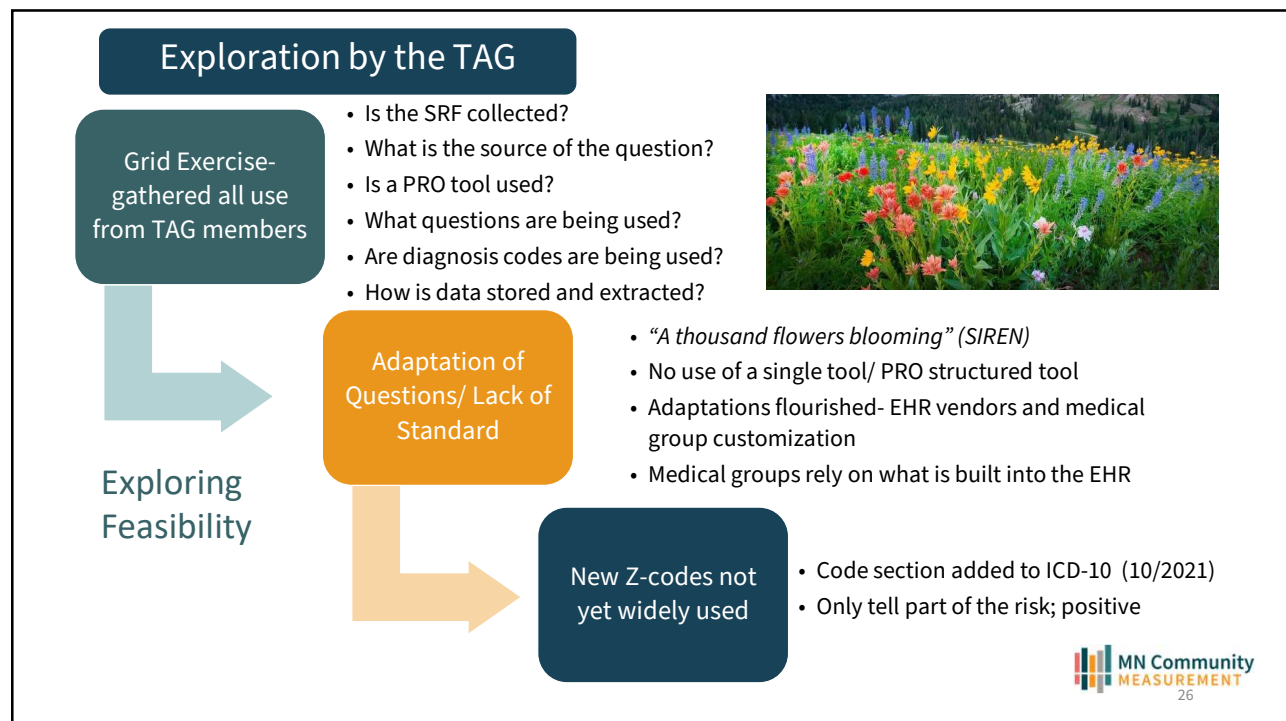 Exploration by the TAG
Grid Exercise-
gathered all use
from TAG members
• Is the SRF collected?
• What is the source of the question?
• Is a PRO tool used?
• What questions are being used?
• Are diagnosis codes are being used?
• How is data stored and extracted?
Adaptation of
Questions/ Lack of
Standard
• “A thousand flowers blooming” (SIREN)
• No use of a single tool/ PRO structured tool
• Adaptations flourished- EHR vendors and medical
group customization
• Medical groups rely on what is built into the EHR
Exploring
Feasibility
New Z-codes not
yet widely used
• Code section added to ICD-10 (10/2021)
• Only tell part of the risk; positive
MN Community
MEASUREMENT
26